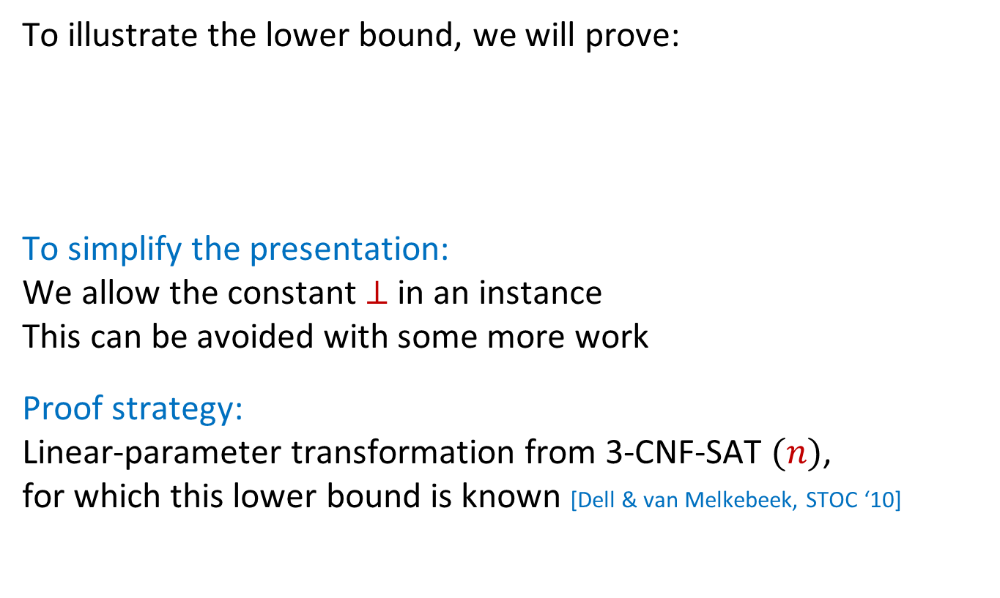 To illustrate the lower bound, we will prove:
To simplify the presentation:
We allow the constant ⊥ in an instance
This can be avoided with some more work
Proof strategy:
Linear-parameter transformation from 3-CNF-SAT (𝑛),
for which this lower bound is known [Dell & van Melkebeek, STOC ‘10]